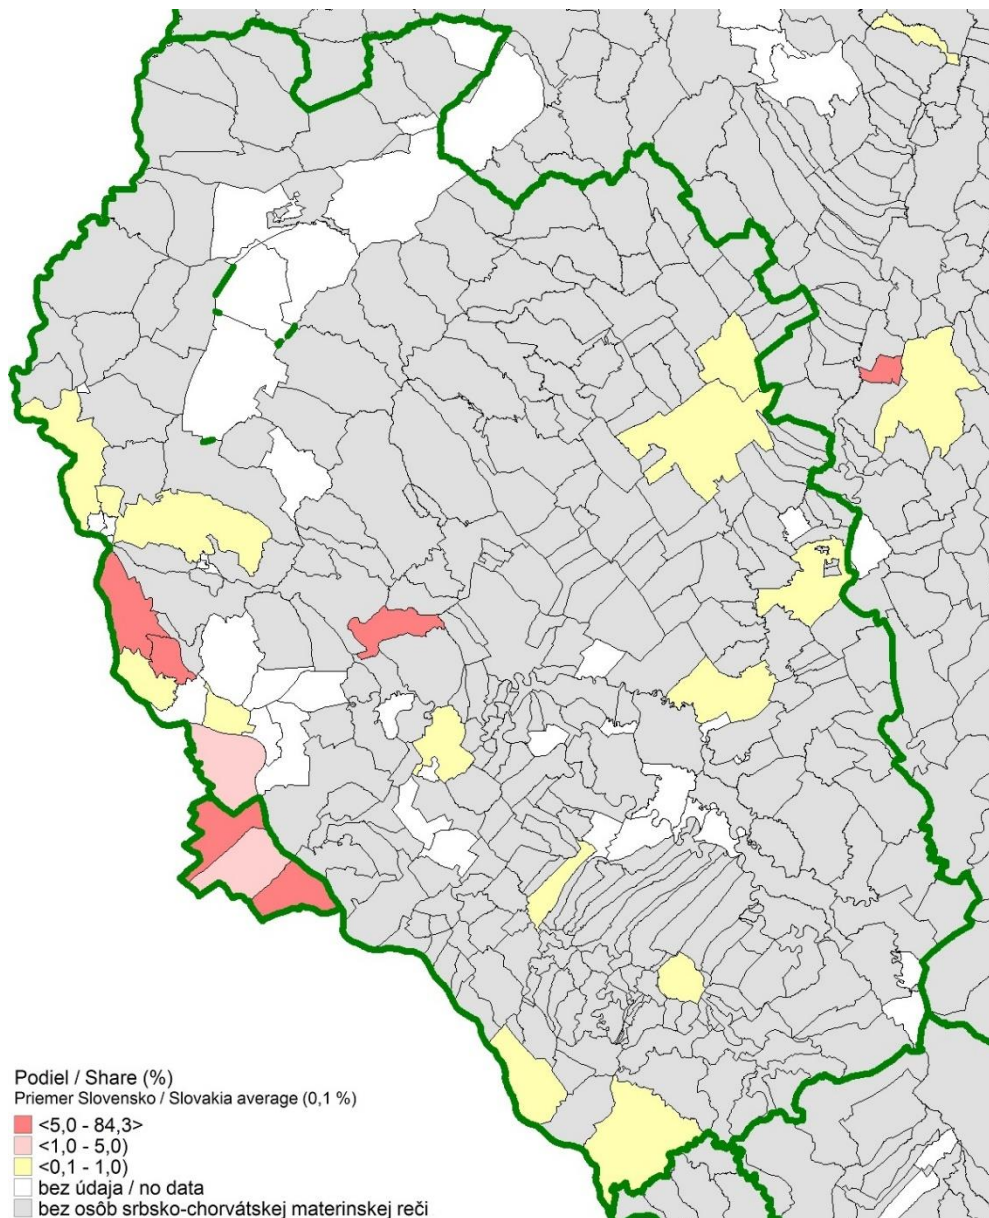 Podiel / Share (%)
Priemer Slovensko / Slovakia average (0,1 %)
<5,0 - 84,3>
<1,0 - 5,0)
<0,1 - 1,0)
bez údaja / no data
bez osôb srbsko-chorvátskej materinskej reči